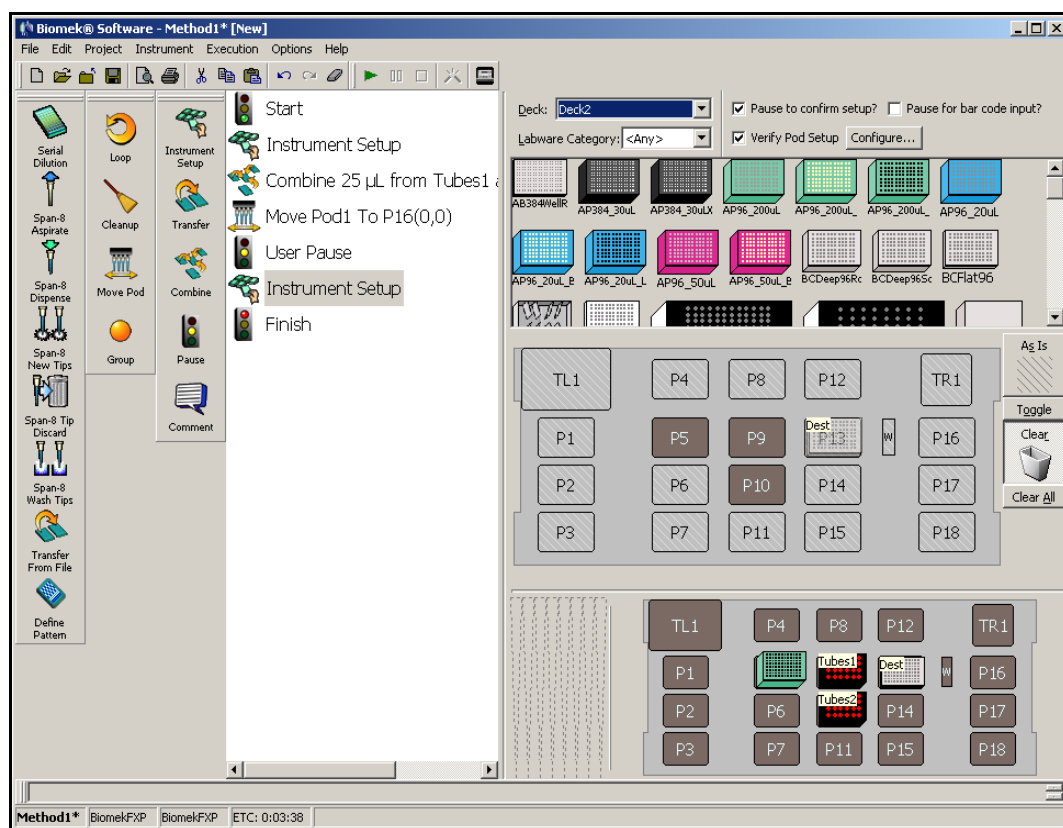 Biomek® Software - Method1* [New]
File Edit Project Instrument Execution Options Help
Serial
Dilution
Span-8
Aspirate
Span-8
Dispense
Span-8
New Tips
Span-8 Tip
Discard
Span-8
Wash Tips
Transfer
From File
Define
Pattern
Loop
Cleanup
Move Pod
Group
Instrument
Setup
Transfer
Combine
Pause
Comment
Start
Instrument Setup
Combine 25 µL from Tubes1 a
Move Pod1 To P16(0,0)
User Pause
Instrument Setup
Finish
Deck: Deck2
Pause to confirm setup? Pause for bar code input?
Labware Category: <Any>
Verify Pod Setup Configure...
AB384WellR AP384_30uL AP384_30uLX AP96_200uL AP96_200uL_ AP96_200uL_ AP96_20uL
AP96_20uL_B AP96_20uL_L AP96_50uL AP96_50uL_B BCDeep96Rc BCDeep96Sc BCFlat96
TL1 P4 P8 P12 TR1
P1 P5 P9 Dest P13 W P16
P2 P6 P10 P14 P17
P3 P7 P11 P15 P18
As Is
Toggle
Clear
Clear All
TL1 P4 P8 P12 TR1
P1 Tubes1 Dest W P16
P2 P6 Tubes2 P14 P17
P3 P7 P11 P15 P18
Method1* BiomekFXP BiomekFXP ETC: 0:03:38